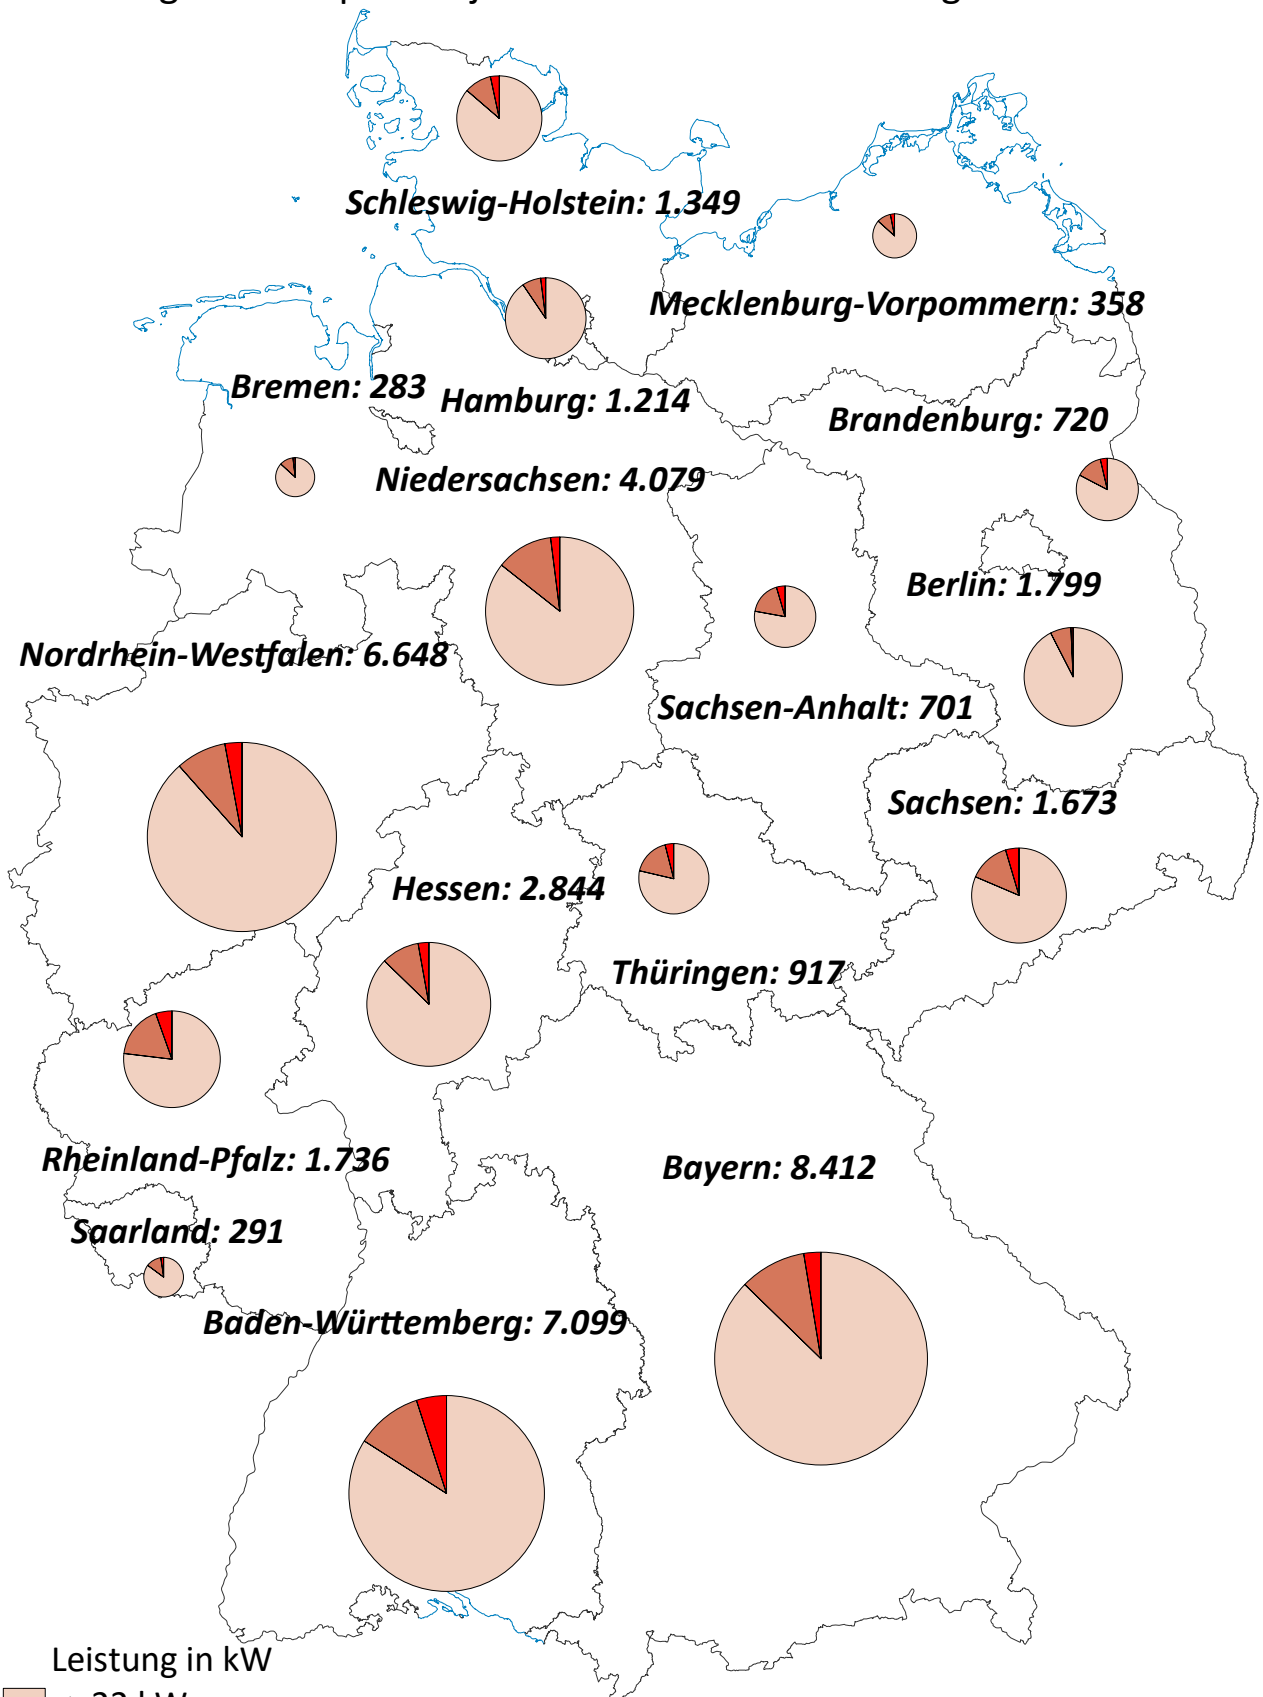 Schleswig-Holstein: 1.349
Mecklenburg-Vorpommern: 358
Bremen: 283
Hamburg: 1.214
Brandenburg: 720
Niedersachsen: 4.079
Berlin: 1.799
Nordrhein-Westfalen: 6.648
Sachsen-Anhalt: 701
Sachsen: 1.673
Hessen: 2.844
Thüringen: 917
Rheinland-Pfalz: 1.736
Bayern: 8.412
Saarland: 291
Baden-Württemberg: 7.099
Leistung in kW